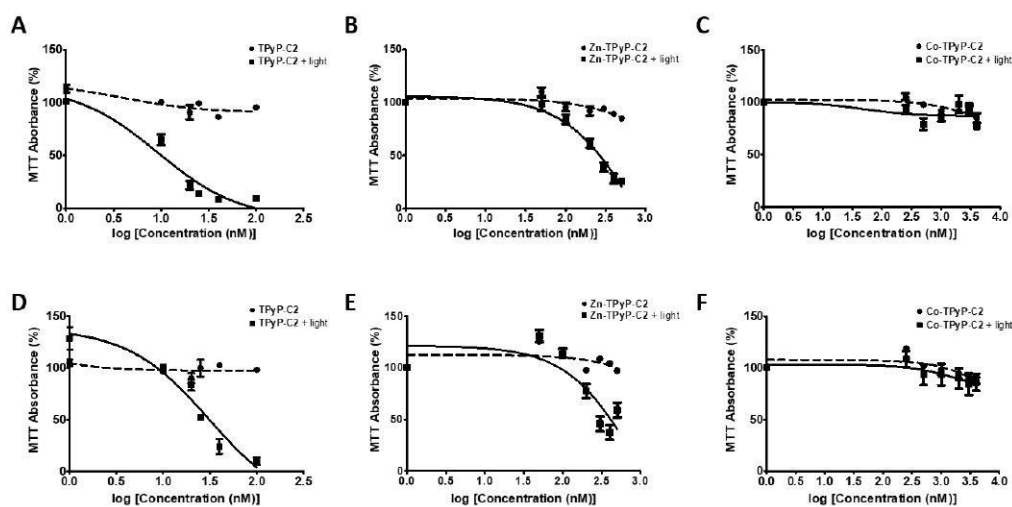 A
150
100
50
0
MTT Aborbance (%)
0.0 0.5 1.0 1.5 2.0 2.5
log [Concentration (nM)]
TPyP-C2
TPyP-C2 + light
B
150
100
50
0
MTT Absorbance (%)
0.0 0.5 1.0 1.5 2.0 2.5 3.0
log [Concentration (nM)]
Zn-TPyP-C2
Zn-TPyP-C2 + light
C
150
100
50
0
MTT Absorbance (%)
0.0 0.5 1.0 1.5 2.0 2.5 3.0 3.5 4.0
log [Concentration (nM)]
Co-TPyP-C2
Co-TPyP-C2 + light
D
150
100
50
0
MTT Absorbance (%)
0.0 0.5 1.0 1.5 2.0 2.5
log [Concentration (nM)]
TPyP-C2
TPyP-C2 + light
E
150
100
50
0
MTT Absorbance (%)
0.0 0.5 1.0 1.5 2.0 2.5 3.0
log [Concentration (nM)]
Zn-TPyP-C2
Zn-TPyP-C2 + light
F
150
100
50
0
MTT Absorbance (%)
0.0 0.5 1.0 1.5 2.0 2.5 3.0 3.5 4.0
log [Concentration (nM)]
Co-TPyP-C2
Co-TPyP-C2 + light